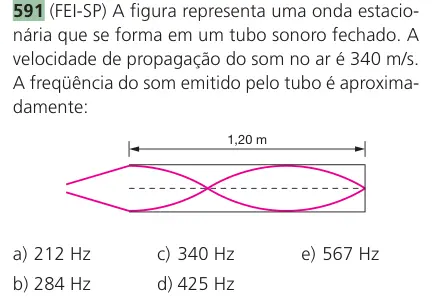 591 (FEI-SP) A figura representa uma onda estacio-
nária que se forma em um tubo sonoro fechado. A
velocidade de propagação do som no ar é 340 m/s.
A freqüência do som emitido pelo tubo é aproxima-
damente:
1,20 m
a) 212 Hz c) 340 Hz e) 567 Hz
b) 284 Hz d) 425 Hz